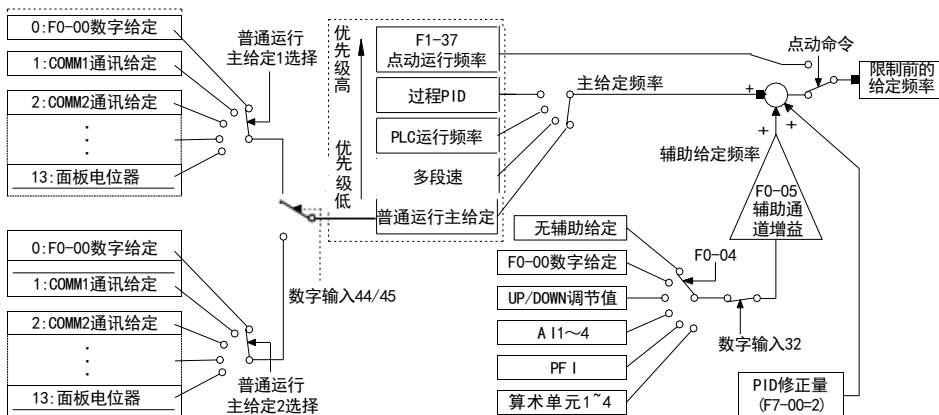 0:F0-00数字给定
1:COMM1通讯给定
2:COMM2通讯给定
13:面板电位器
普通运行
主给定1选择
0:F0-00数字给定
1:COMM1通讯给定
2:COMM2通讯给定
13:面板电位器
普通运行
主给定2选择
数字输入44/45
优先级高
优先级低
F1-37
点动运行频率
过程PID
PLC运行频率
多段速
普通运行主给定
主给定频率
点动命令
限制前的
给定频率
+
+
+
辅助给定频率
F0-05
辅助通
道增益
无辅助给定
F0-00数字给定
UP/DOWN调节值
AI1～4
PFI
算术单元1~4
F0-04
数字输入32
PID修正量
(F7-00=2)